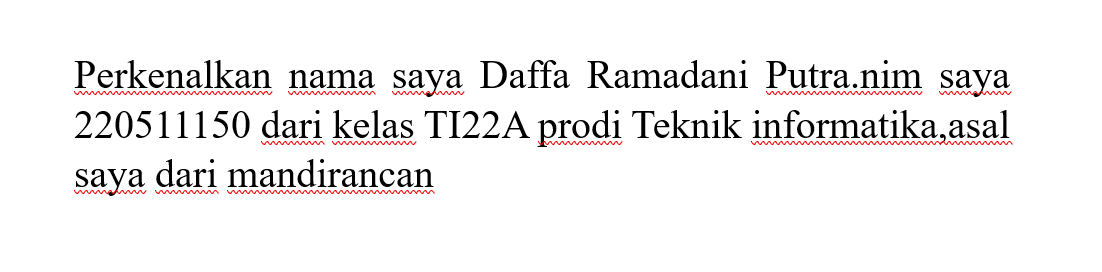 Perkenalkan nama saya Daffa Ramadani Putra.nim saya
220511150 dari kelas TI22A prodi Teknik informatika,asal
saya dari mandirancan